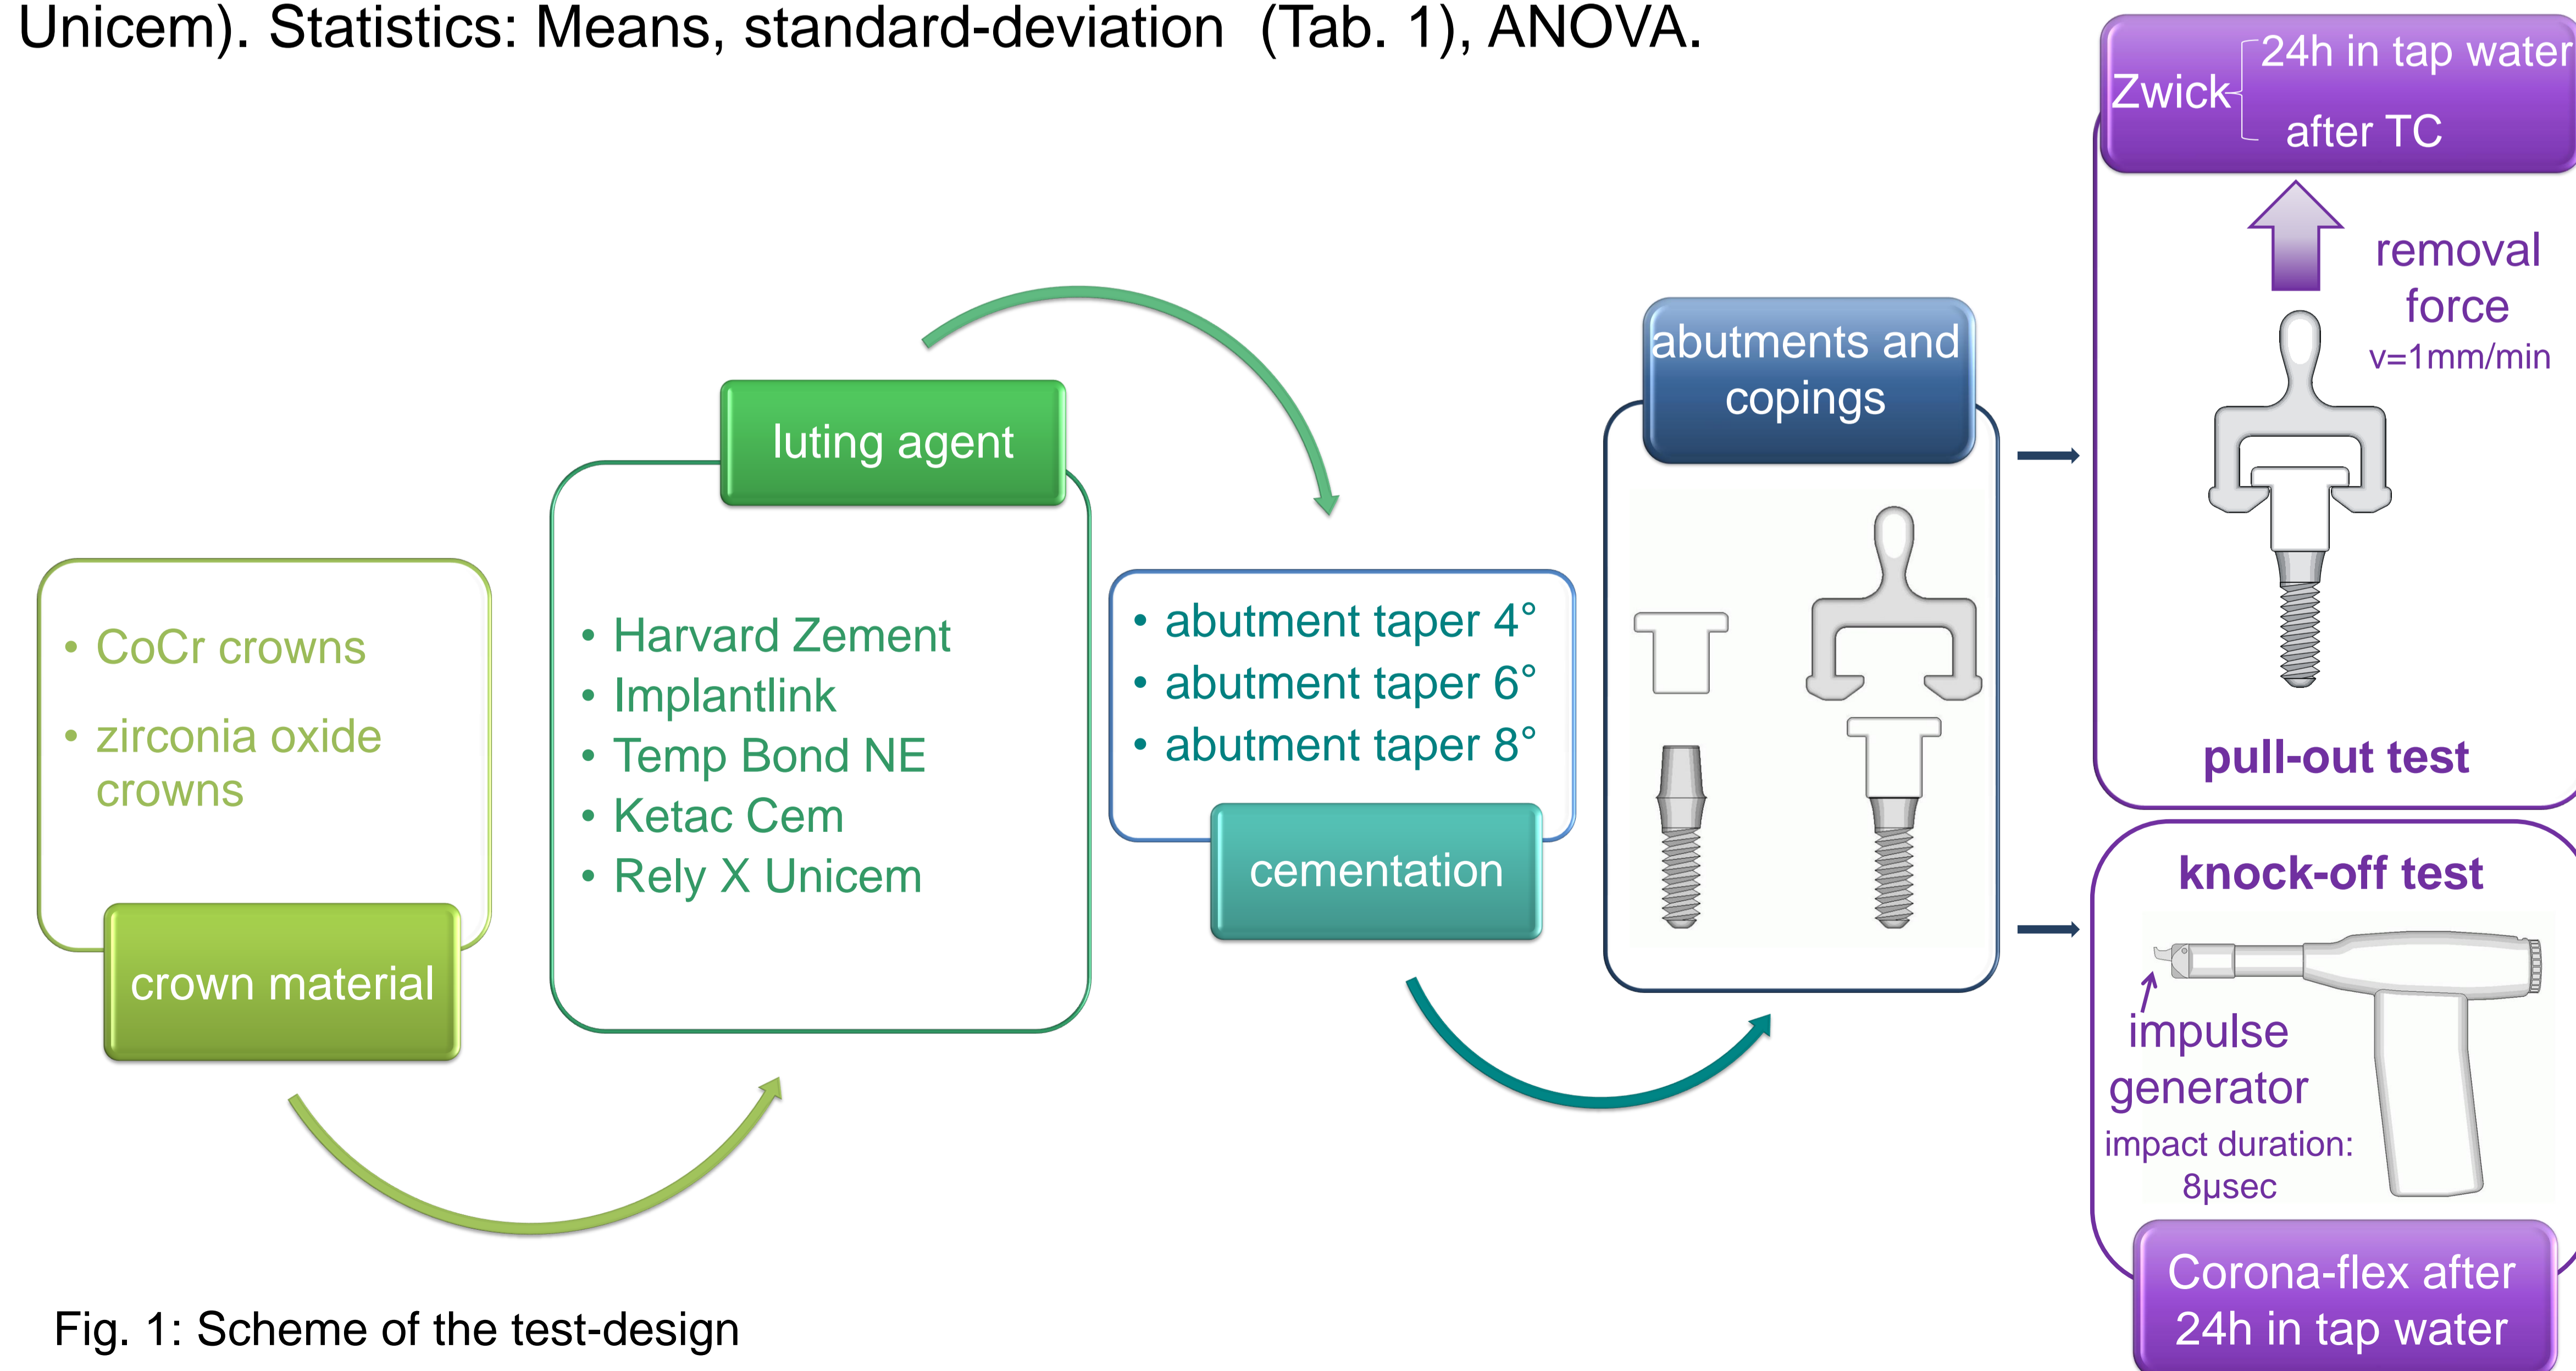 Unicem). Statistics: Means, standard-deviation (Tab. 1), ANOVA.
• CoCr crowns
• zirconia oxide
crowns
crown material
luting agent
• Harvard Zement
• Implantlink
• Temp Bond NE
• Ketac Cem
• Rely X Unicem
• abutment taper 4°
• abutment taper 6°
• abutment taper 8°
cementation
abutments and
copings
Zwick
24h in tap water
after TC
removal
force
v=1mm/min
pull-out test
knock-off test
impulse
generator
impact duration:
8µsec
Corona-flex after
24h in tap water
Fig. 1: Scheme of the test-design